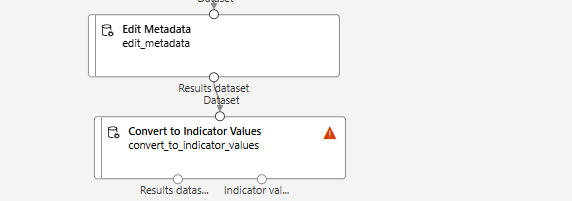 Dataset
Edit Metadata
edit_metadata
Results dataset
Dataset
Convert to Indicator Values
convert_to_indicator_values
Results datas...
Indicator val...